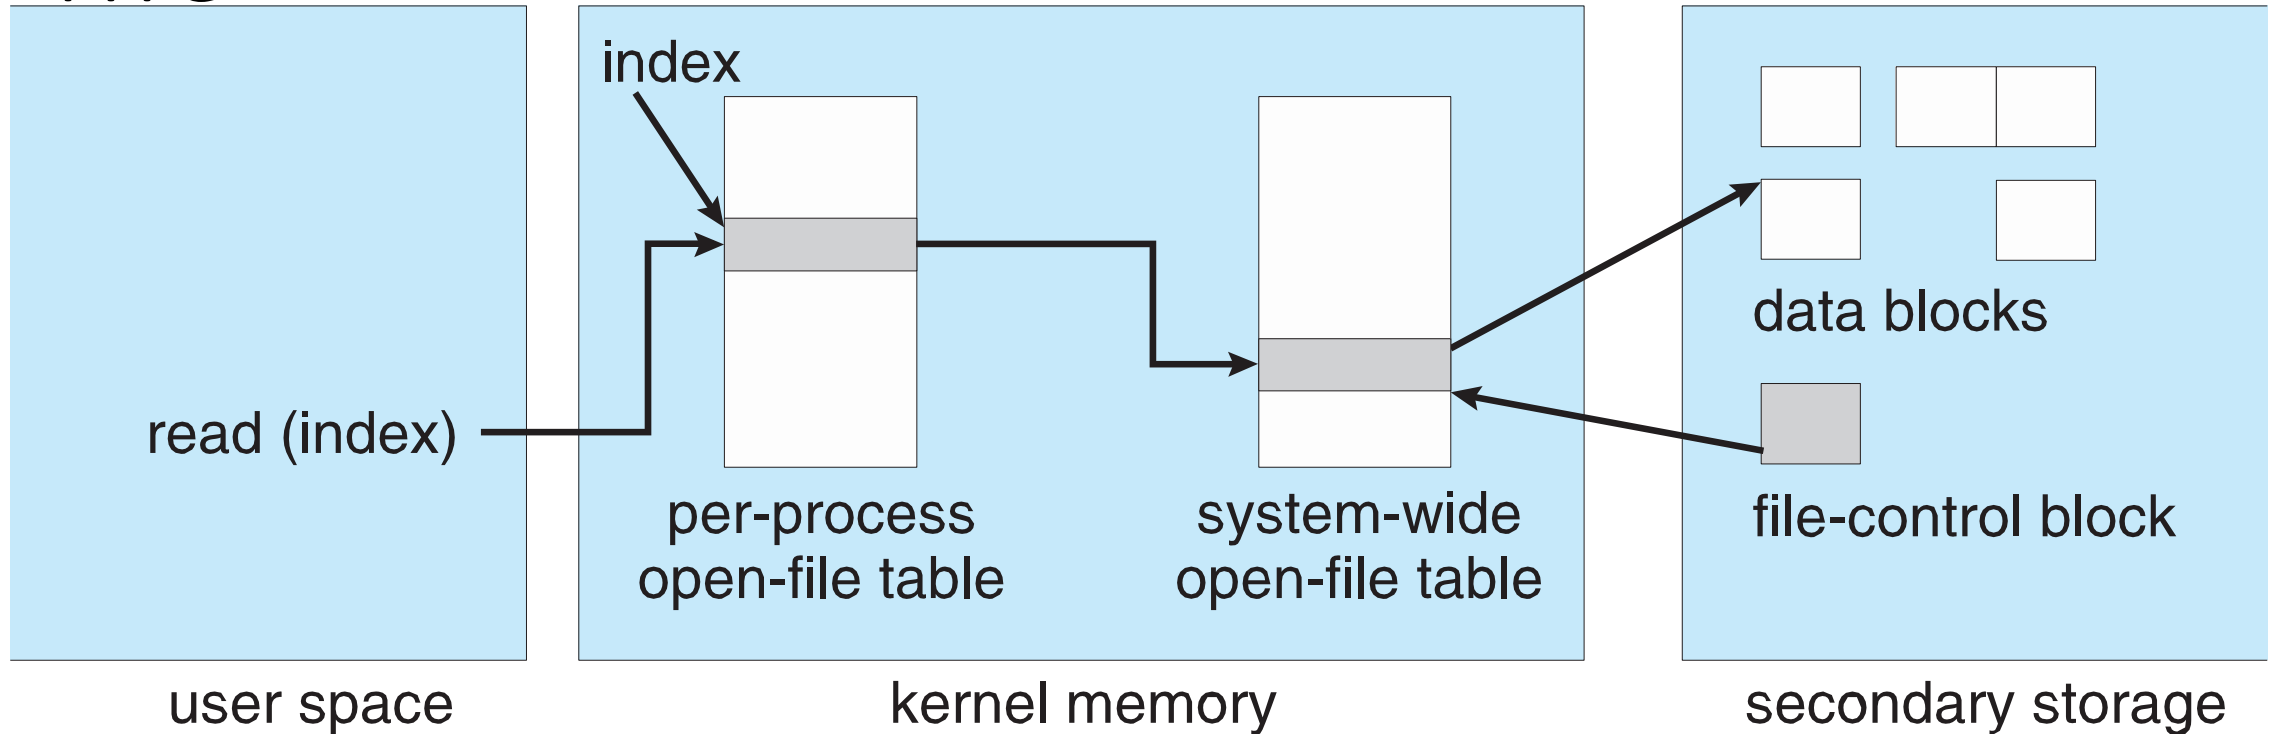 index
read (index)
per-process
open-file table
system-wide
open-file table
data blocks
file-control block
user space
kernel memory
secondary storage